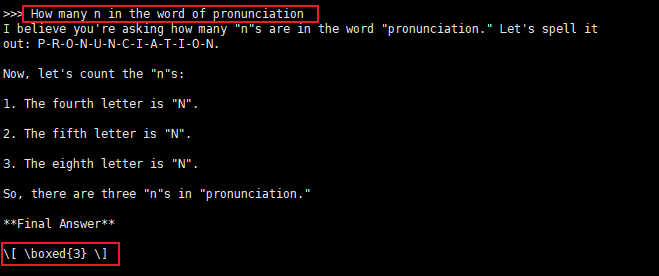 >>> How many n in the word of pronunciation
I believe you're asking how many "n"s are in the word "pronunciation." Let's spell it
out: P-R-O-N-U-N-C-I-A-T-I-O-N.
Now, let's count the "n"s:
1. The fourth letter is "N".
2. The fifth letter is "N".
3. The eighth letter is "N".
So, there are three "n"s in "pronunciation."
**Final Answer**
\[ \boxed{3} \]